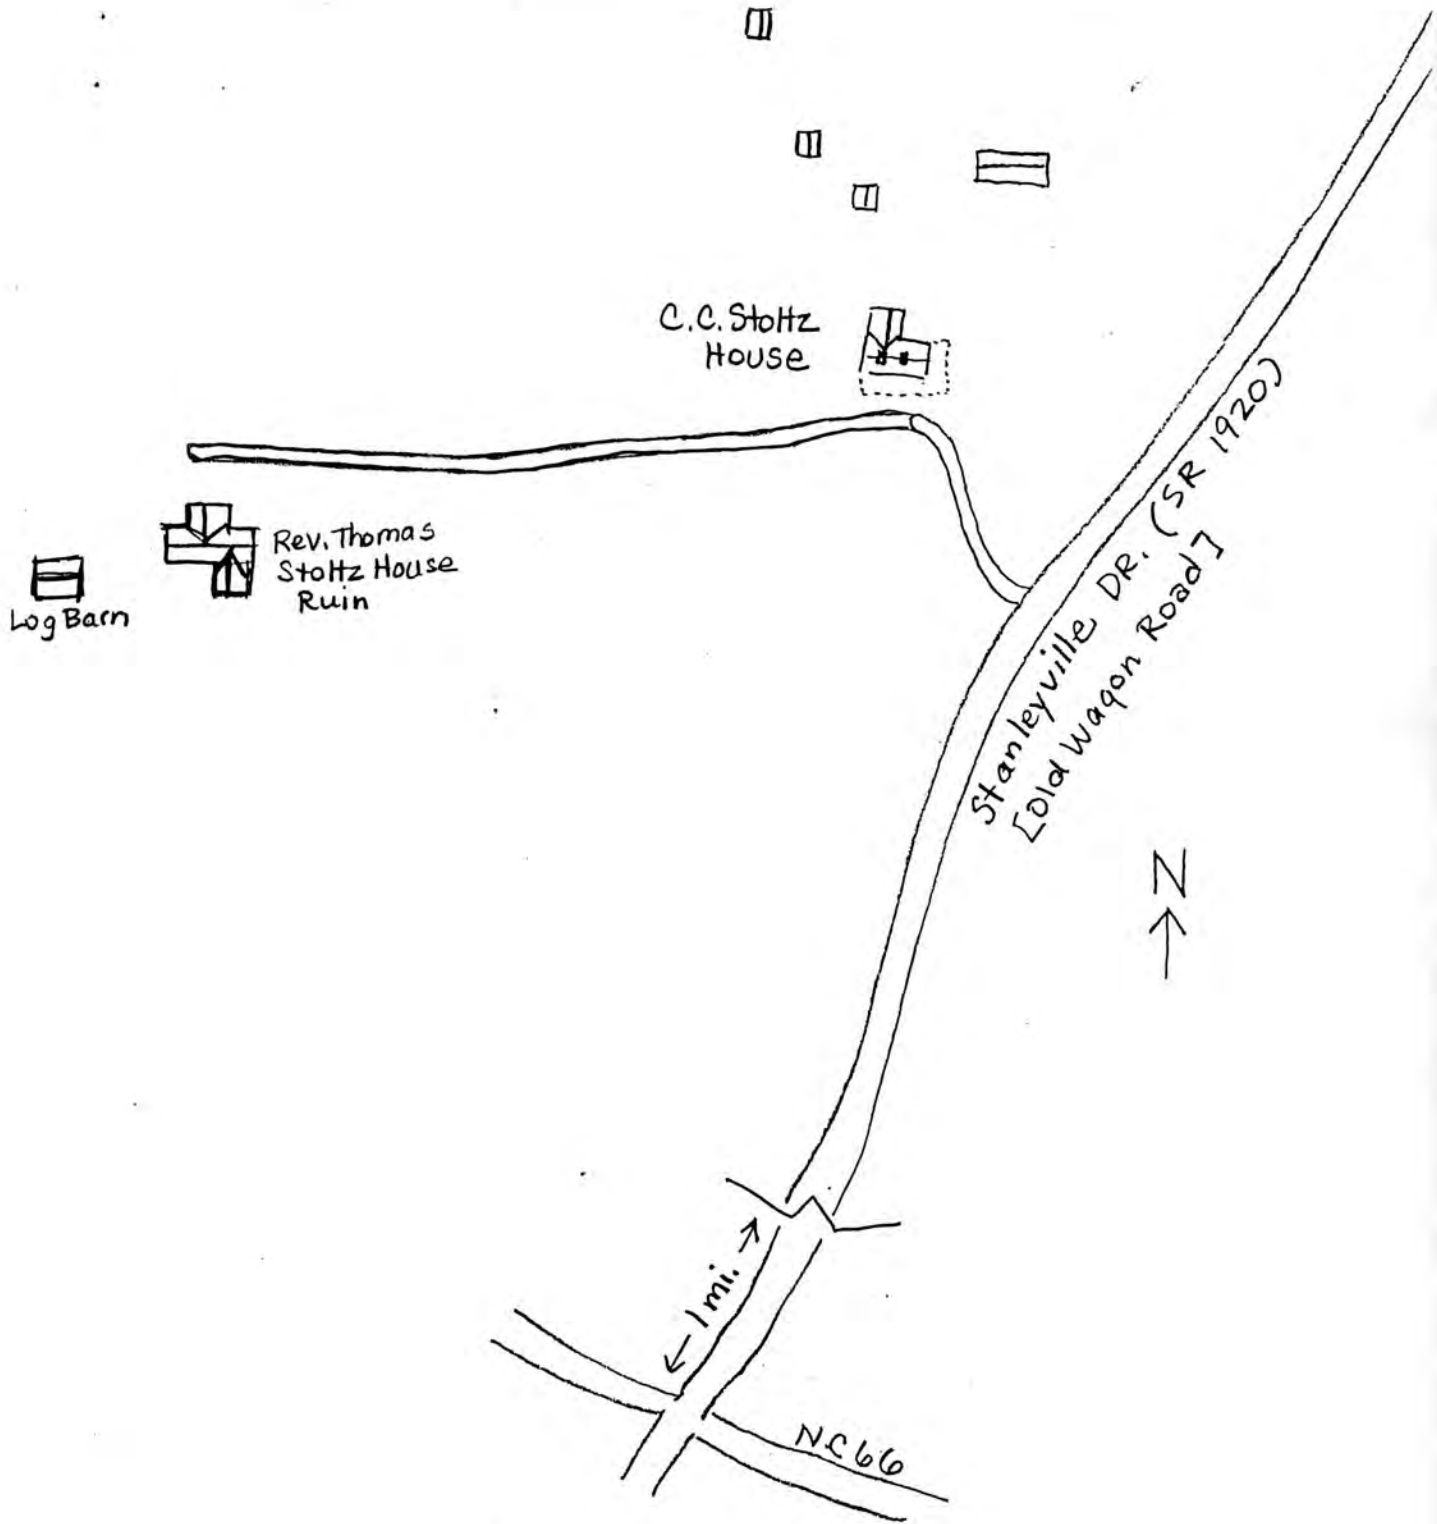 C.C. Stoltz
House
Rev. Thomas
Stoltz House
Ruin
Log Barn
Stanleyville DR. (SR 1920)
[Old Wagon Road]
N
1 mi.
NC 66